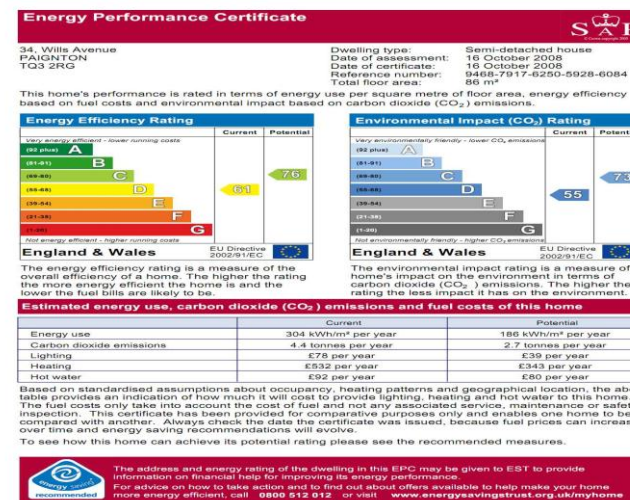 Energy Performance Certificate
SAP
34, Wills Avenue
PAIGNTON
TQ3 2RG
Dwelling type: Semi-detached house
Date of assessment: 16 October 2008
Date of certificate: 16 October 2008
Reference number: 9468-7917-6250-5928-6084
Total floor area: 86 m²
This home's performance is rated in terms of energy use per square metre of floor area, energy efficiency
based on fuel costs and environmental impact based on carbon dioxide (CO₂) emissions.
Energy Efficiency Rating
Current Potential
Very energy efficient - lower running costs
(92 plus) A
(81-91) B
(69-80) C
(55-68) D
(39-54) E
(21-38) F
(1-20) G
61
76
Not energy efficient - higher running costs
England & Wales
EU Directive
2002/91/EC
Environmental Impact (CO₂) Rating
Current Potent
Very environmentally friendly - lower CO₂ emissions
(92 plus) A
(81-91) B
(69-80) C
(55-68) D
(39-54) E
(21-38) F
(1-20) G
55
73
Not environmentally friendly - higher CO₂ emissions
England & Wales
EU Directive
2002/91/EC
The energy efficiency rating is a measure of the
overall efficiency of a home. The higher the rating
the more energy efficient the home is and the
lower the fuel bills are likely to be.
The environmental impact rating is a measure of
home's impact on the environment in terms of
carbon dioxide (CO₂) emissions. The higher the
rating the less impact it has on the environment.
Estimated energy use, carbon dioxide (CO₂) emissions and fuel costs of this home
Current Potential
Energy use 304 kWh/m² per year 186 kWh/m² per year
Carbon dioxide emissions 4.4 tonnes per year 2.7 tonnes per year
Lighting £78 per year £39 per year
Heating £532 per year £343 per year
Hot water £92 per year £80 per year
Based on standardised assumptions about occupancy, heating patterns and geographical location, the abo
table provides an indication of how much it will cost to provide lighting, heating and hot water to this home.
The fuel costs only take into account the cost of fuel and not any associated service, maintenance or safet
inspection. This certificate has been provided for comparative purposes only and enables one home to be
compared with another. Always check the date the certificate was issued, because fuel prices can increas
over time and energy saving recommendations will evolve.
To see how this home can achieve its potential rating please see the recommended measures.
energy saving
recommended
The address and energy rating of the dwelling in this EPC may be given to EST to provide
information on financial help for improving its energy performance.
For advice on how to take action and to find out about offers available to help make your home
more energy efficient, call 0800 512 012 or visit www.energysavingstrust.org.uk/myhome